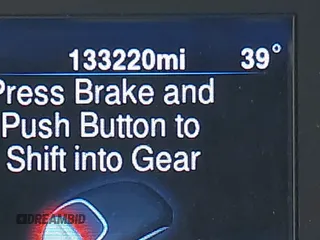 133220mi 39°
Press Brake and
Push Button to
Shift into Gear
DREAMBID